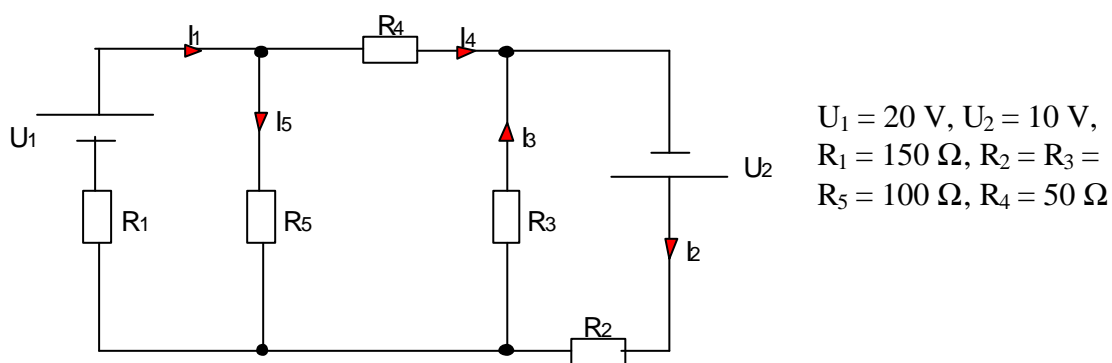 I1
R4
I4
U1
R1
I5
R5
I3
R3
U2
I2
R2
U1 = 20 V, U2 = 10 V,
R1 = 150 Ω, R2 = R3 =
R5 = 100 Ω, R4 = 50 Ω